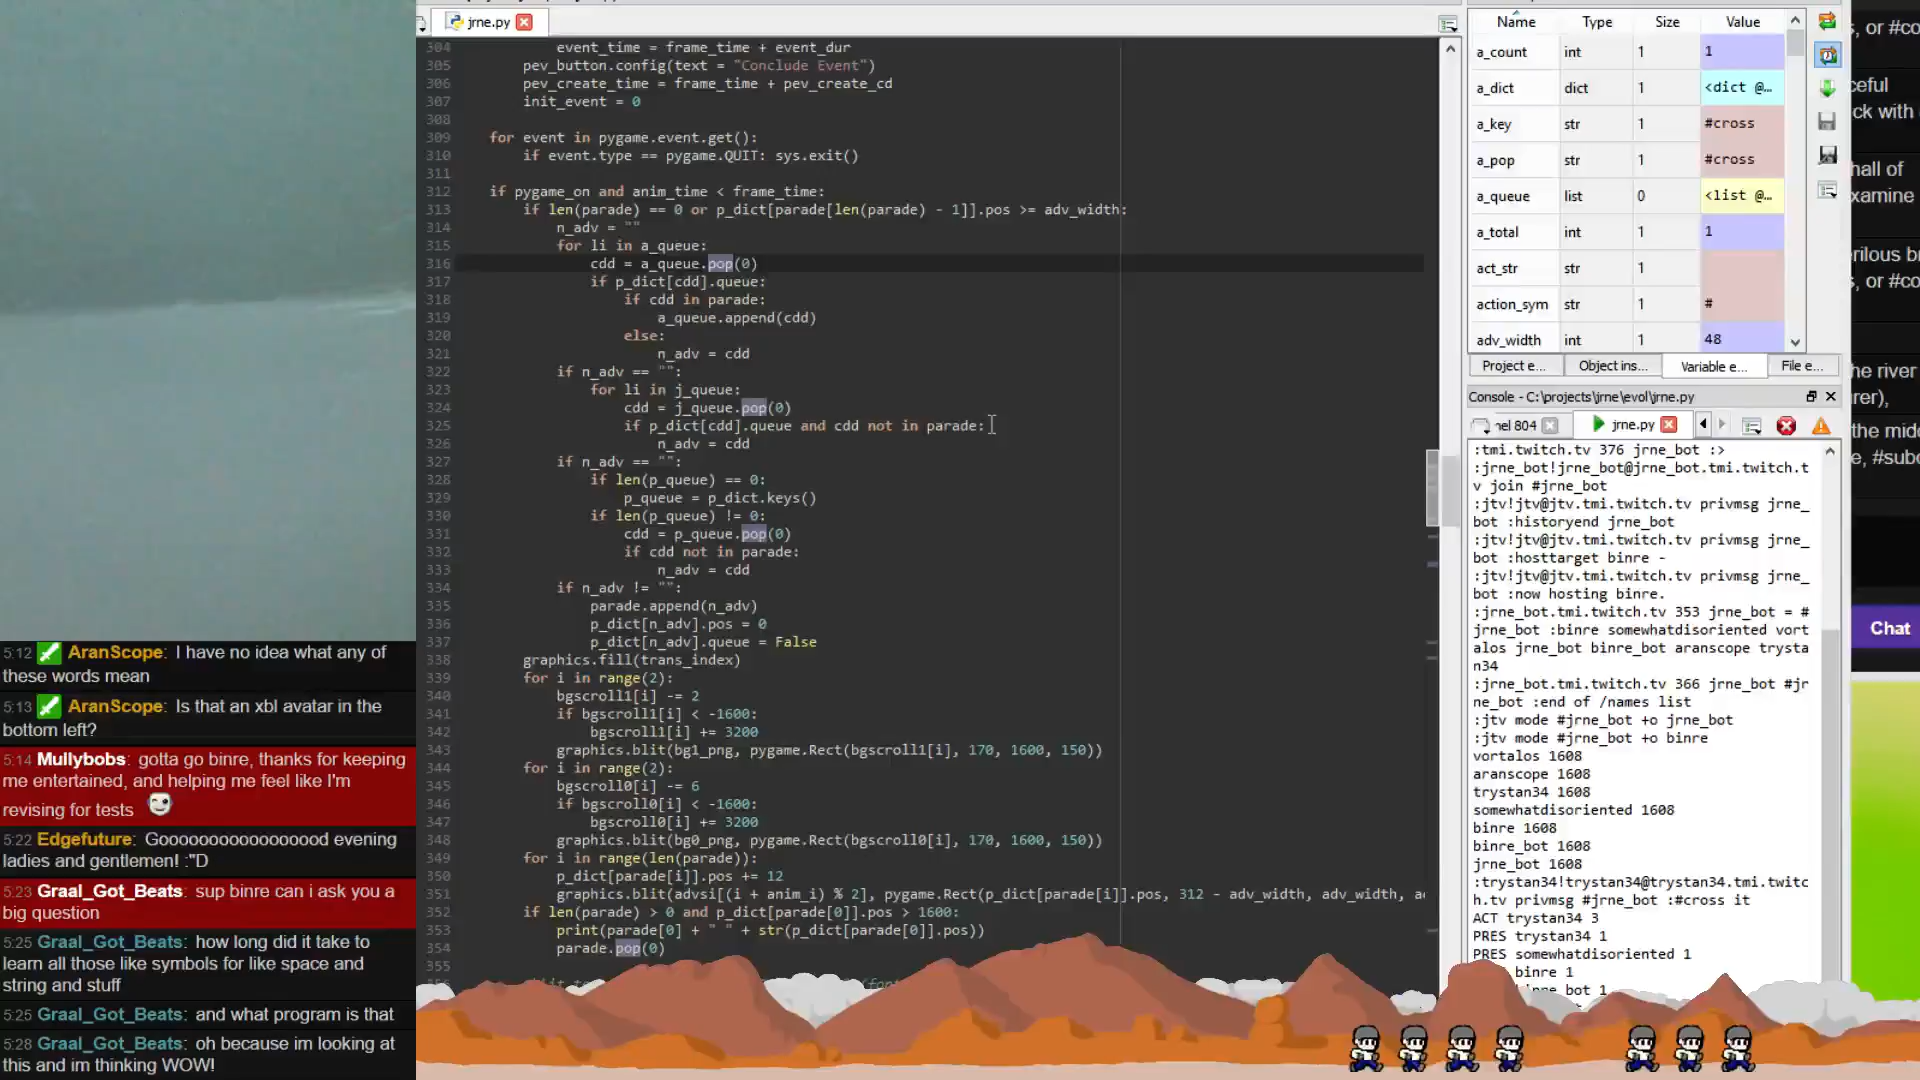 jrne.py
304 event_time = frame_time + event_dur
305 pev_button.config(text = "Conclude Event")
306 pev_create_time = frame_time + pev_create_cd
307 init_event = 0
308
309 for event in pygame.event.get():
310 if event.type == pygame.QUIT: sys.exit()
311
312 if pygame_on and anim_time < frame_time:
313 if len(parade) == 0 or p_dict[parade[len(parade) - 1]].pos >= adv_width:
314 n_adv = ""
315 for li in a_queue:
316 cdd = a_queue.pop(0)
317 if p_dict[cdd].queue:
318 if cdd in parade:
319 a_queue.append(cdd)
320 else:
321 n_adv = cdd
322 if n_adv == "":
323 for li in j_queue:
324 cdd = j_queue.pop(0)
325 if p_dict[cdd].queue and cdd not in parade:
326 n_adv = cdd
327 if n_adv == "":
328 if len(p_queue) == 0:
329 p_queue = p_dict.keys()
330 if len(p_queue) != 0:
331 cdd = p_queue.pop(0)
332 if cdd not in parade:
333 n_adv = cdd
334 if n_adv != "":
335 parade.append(n_adv)
336 p_dict[n_adv].pos = 0
337 p_dict[n_adv].queue = False
338 graphics.fill(trans_index)
339 for i in range(2):
340 bgscroll1[i] -= 2
341 if bgscroll1[i] < -1600:
342 bgscroll1[i] += 3200
343 graphics.blit(bg1_png, pygame.Rect(bgscroll1[i], 170, 1600, 150))
344 for i in range(2):
345 bgscroll0[i] -= 6
346 if bgscroll0[i] < -1600:
347 bgscroll0[i] += 3200
348 graphics.blit(bg0_png, pygame.Rect(bgscroll0[i], 170, 1600, 150))
349 for i in range(len(parade)):
350 p_dict[parade[i]].pos += 12
351 graphics.blit(advsi[(i + anim_i) % 2], pygame.Rect(p_dict[parade[i]].pos, 312 - adv_width, adv_width, a
352 if len(parade) > 0 and p_dict[parade[0]].pos > 1600:
353 print(parade[0] + " " + str(p_dict[parade[0]].pos))
354 parade.pop(0)
355
5:12 AranScope: I have no idea what any of
these words mean
5:13 AranScope: Is that an xbl avatar in the
bottom left?
5:14 Mullybobs: gotta go binre, thanks for keeping
me entertained, and helping me feel like I'm
revising for tests
5:22 Edgefuture: Gooooooooooooooood evening
ladies and gentlemen! :"D
5:23 Graal_Got_Beats: sup binre can i ask you a
big question
5:25 Graal_Got_Beats: how long did it take to
learn all those like symbols for like space and
string and stuff
5:25 Graal_Got_Beats: and what program is that
5:28 Graal_Got_Beats: oh because im looking at
this and im thinking WOW!
Name Type Size Value
a_count int 1 1
a_dict dict 1 <dict @...
a_key str 1 #cross
a_pop str 1 #cross
a_queue list 0 <list @...
a_total int 1 1
act_str str 1
action_sym str 1 #
adv_width int 1 48
Project e... Object ins... Variable e... File e...
Console - C:\projects\jrne\evol\jrne.py
nel 804 jrne.py
:tmi.twitch.tv 376 jrne_bot :>
:jrne_bot!jrne_bot@jrne_bot.tmi.twitch.t
v join #jrne_bot
:jtv!jtv@jtv.tmi.twitch.tv privmsg jrne_
bot :historyend jrne_bot
:jtv!jtv@jtv.tmi.twitch.tv privmsg jrne_
bot :hosttarget binre -
:jtv!jtv@jtv.tmi.twitch.tv privmsg jrne_
bot :now hosting binre.
:jrne_bot.tmi.twitch.tv 353 jrne_bot = #
jrne_bot :binre somewhatdisoriented vort
alos jrne_bot binre_bot aranscope trysta
n34
:jrne_bot.tmi.twitch.tv 366 jrne_bot #jr
ne_bot :end of /names list
:jtv mode #jrne_bot +o jrne_bot
:jtv mode #jrne_bot +o binre
vortalos 1608
aranscope 1608
trystan34 1608
somewhatdisoriented 1608
binre 1608
binre_bot 1608
jrne_bot 1608
:trystan34!trystan34@trystan34.tmi.twitc
h.tv privmsg #jrne_bot :#cross it
ACT trystan34 3
PRES trystan34 1
PRES somewhatdisoriented 1
binre 1
binre_bot 1
s, or #co
ceful
ck with
hall of
xamine
erilous br
s, or #co
he river
rer),
the midd
e, #subc
Chat